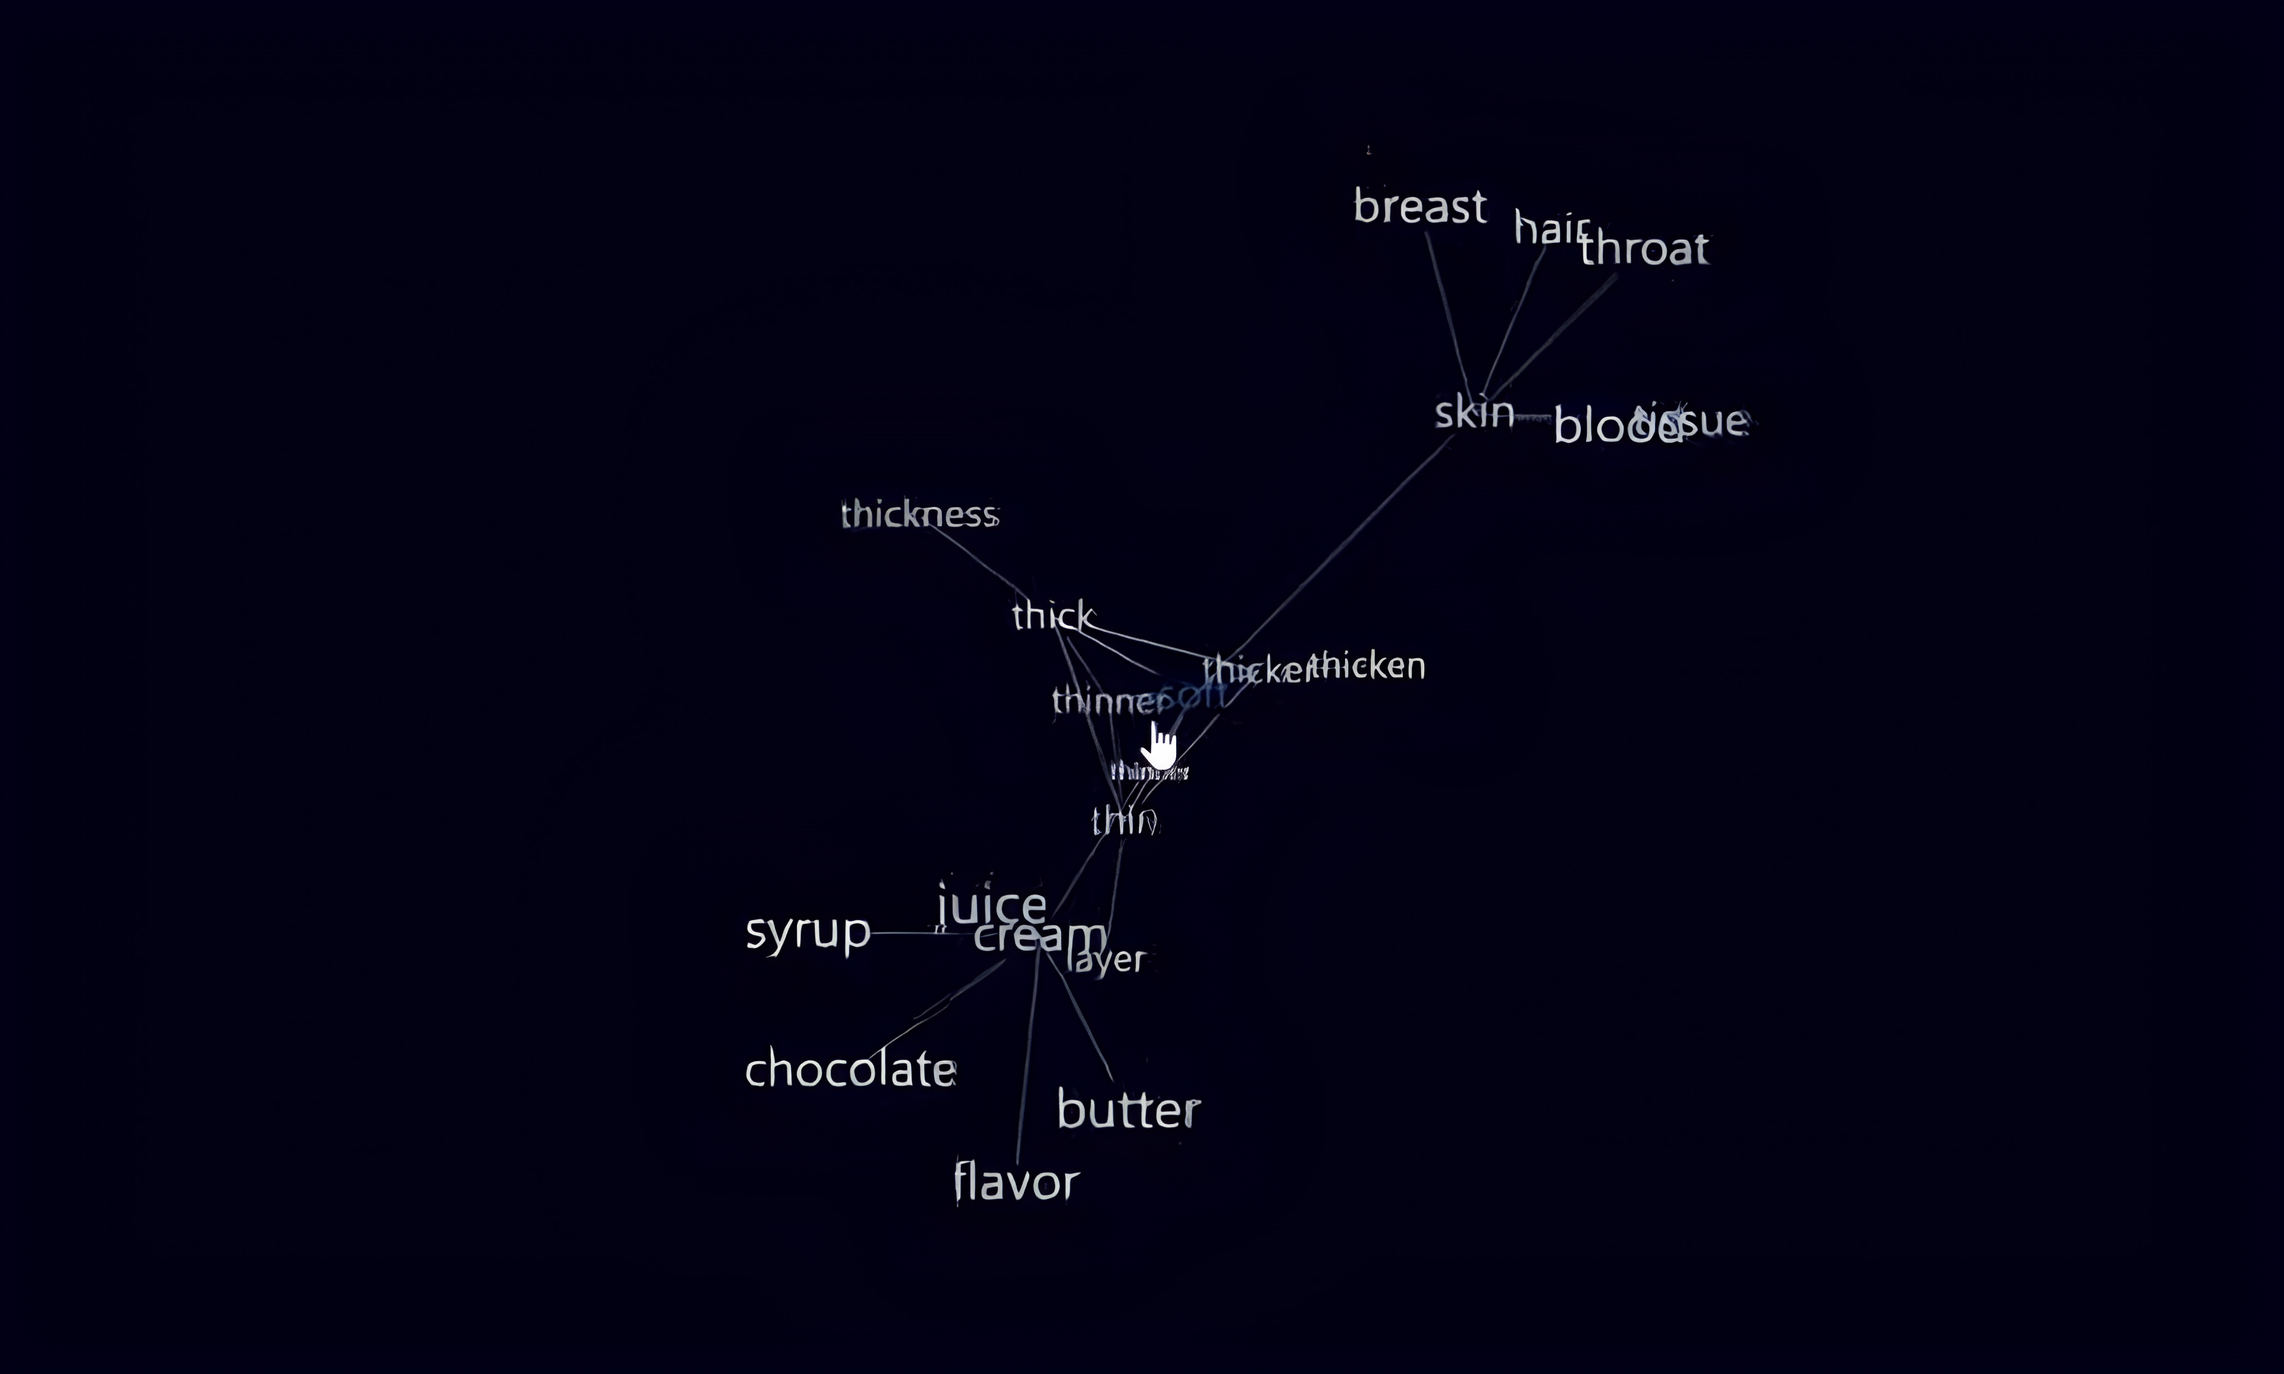 breast
hair
throat
skin
blood
tissue
thickness
thick
thicker
thicken
thinner
soft
thin
juice
syrup
cream
layer
chocolate
butter
flavor